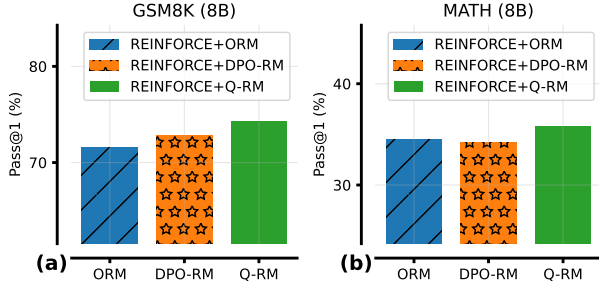 GSM8K (8B)
80
70
Pass@1 (%)
REINFORCE+ORM
REINFORCE+DPO-RM
REINFORCE+Q-RM
(a)
ORM
DPO-RM
Q-RM
MATH (8B)
40
30
Pass@1 (%)
REINFORCE+ORM
REINFORCE+DPO-RM
REINFORCE+Q-RM
(b)
ORM
DPO-RM
Q-RM